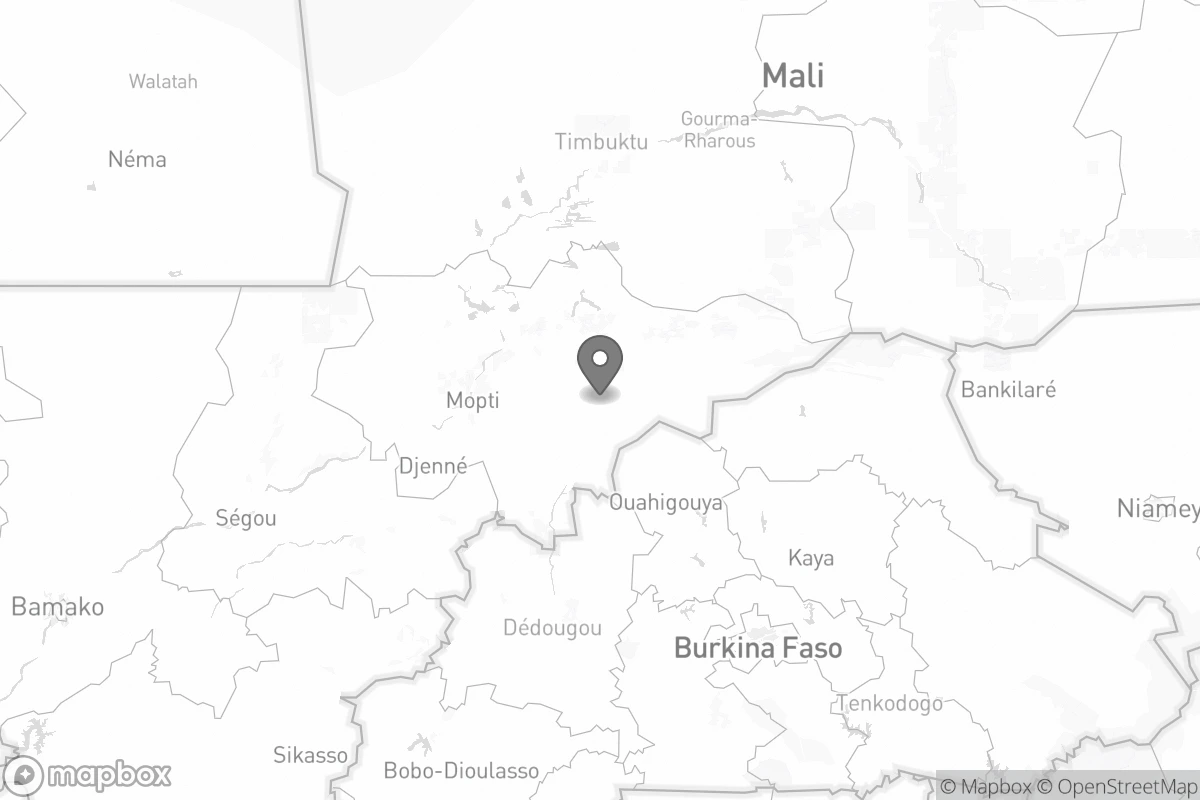 Mali
Walatah
Gourma-
Rharous
Timbuktu
Néma
Bankilaré
Mopti
Djenné
Ouahigouya
Niamey
Ségou
Kaya
Bamako
Dédougou
Burkina Faso
Tenkodogo
Sikasso
Bobo-Dioulasso
mapbox
© Mapbox © OpenStreetMap